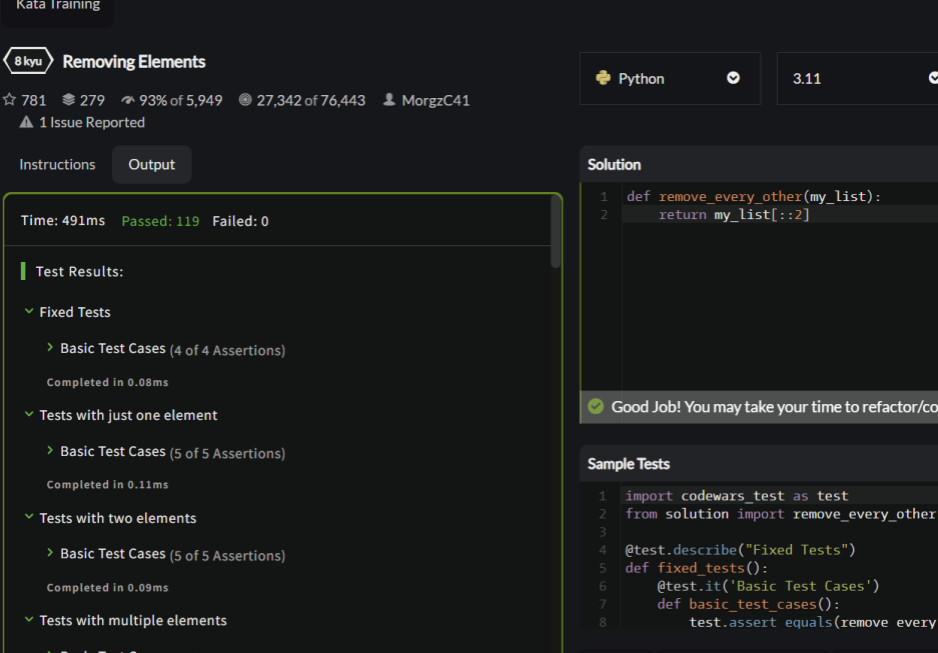 Kata Training
8 kyu Removing Elements
781 279 93% of 5,949 27,342 of 76,443 MorgzC41
1 Issue Reported
Instructions Output
Time: 491ms Passed: 119 Failed: 0
Test Results:
Fixed Tests
Basic Test Cases (4 of 4 Assertions)
Completed in 0.08ms
Tests with just one element
Basic Test Cases (5 of 5 Assertions)
Completed in 0.11ms
Tests with two elements
Basic Test Cases (5 of 5 Assertions)
Completed in 0.09ms
Tests with multiple elements
Python 3.11
Solution
1 def remove_every_other(my_list):
2 return my_list[::2]
Good Job! You may take your time to refactor/co
Sample Tests
1 import codewars_test as test
2 from solution import remove_every_other
3
4 @test.describe("Fixed Tests")
5 def fixed_tests():
6 @test.it('Basic Test Cases')
7 def basic_test_cases():
8 test.assert_equals(remove_every